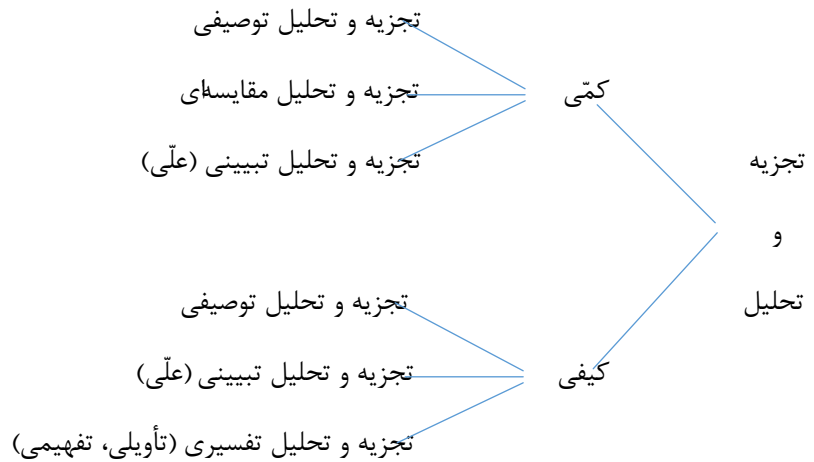 تجزیه و تحلیل توصیفی
کمّی
تجزیه و تحلیل مقایسه‌ای
تجزیه
تجزیه و تحلیل تبیینی (علّی)
و
تحلیل
تجزیه و تحلیل توصیفی
کیفی
تجزیه و تحلیل تبیینی (علّی)
تجزیه و تحلیل تفسیری (تأویلی، تفهیمی)